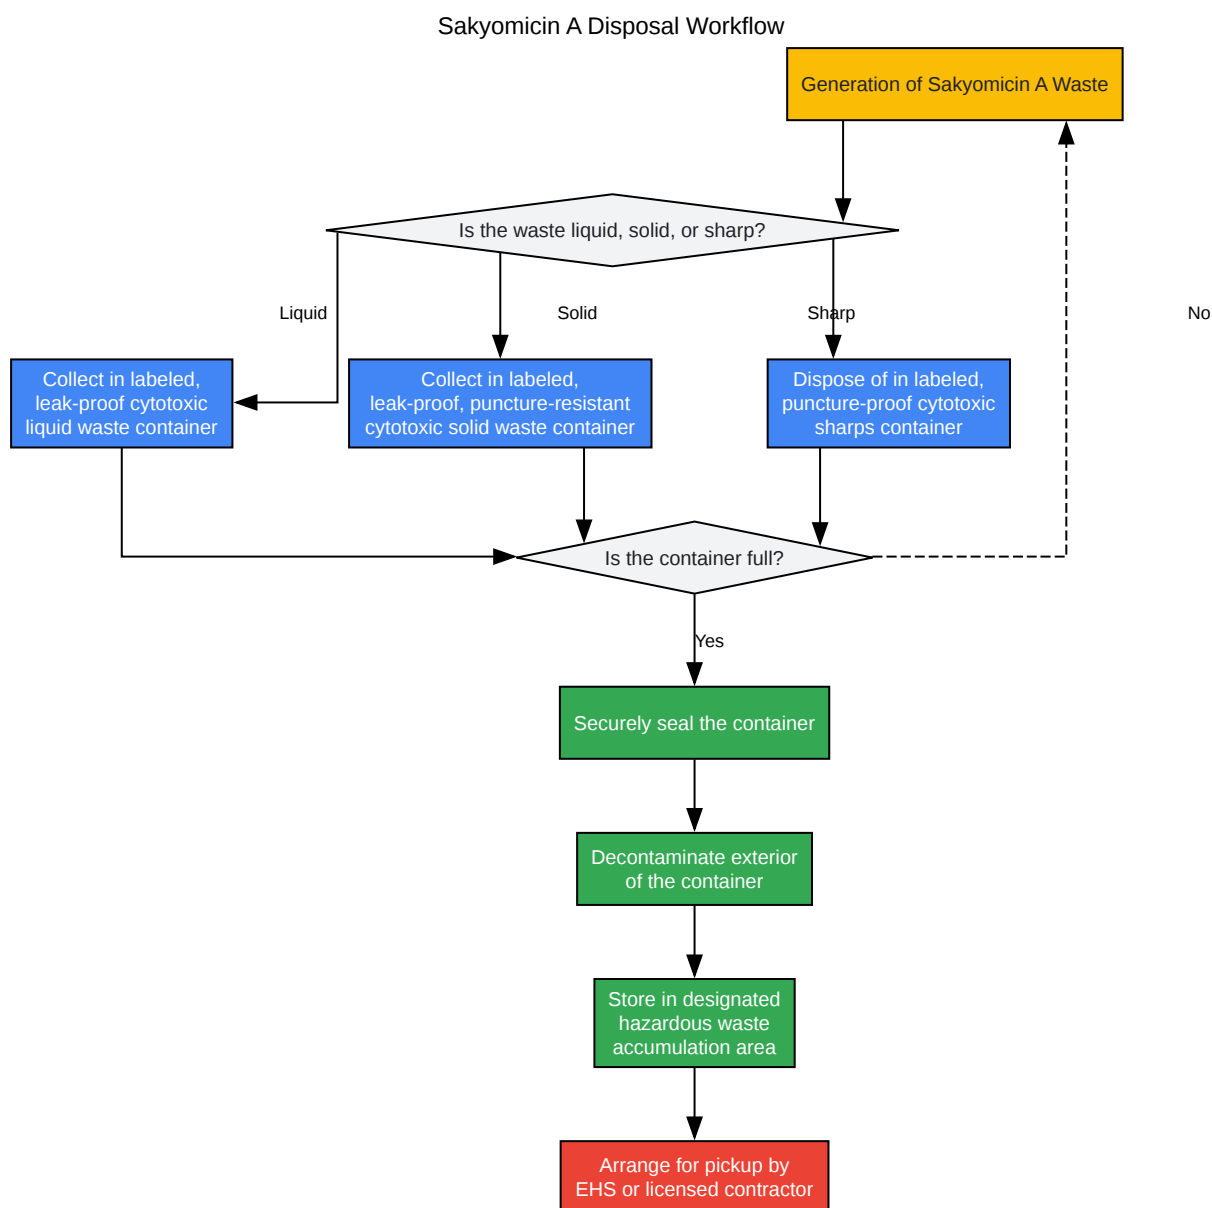 Sakyomicin A Disposal Workflow
Generation of Sakyomicin A Waste
Is the waste liquid, solid, or sharp?
Liquid
Solid
Sharp
No
Collect in labeled,
leak-proof cytotoxic
liquid waste container
Collect in labeled,
leak-proof, puncture-resistant
cytotoxic solid waste container
Dispose of in labeled,
puncture-proof cytotoxic
sharps container
Is the container full?
Yes
Securely seal the container
Decontaminate exterior
of the container
Store in designated
hazardous waste
accumulation area
Arrange for pickup by
EHS or licensed contractor